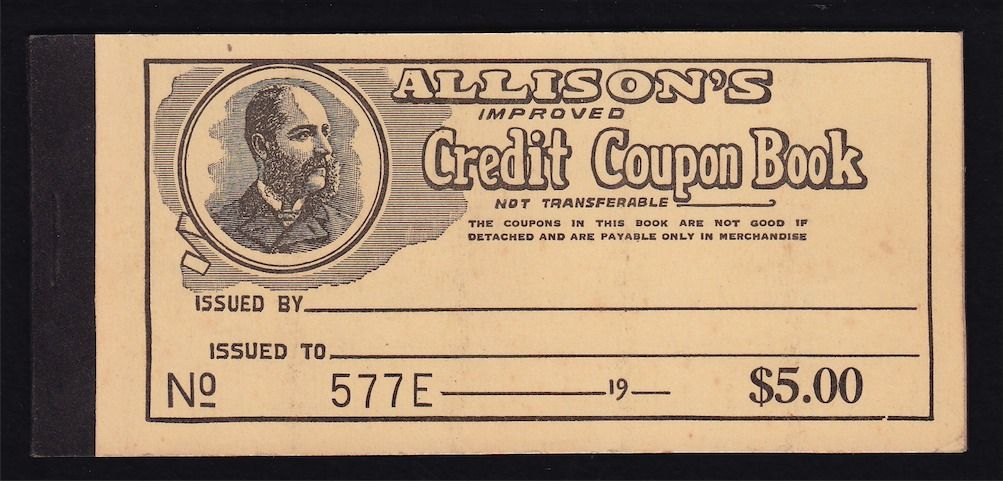 ALLISON'S
IMPROVED
Credit Coupon Book
NOT TRANSFERABLE
THE COUPONS IN THIS BOOK ARE NOT GOOD IF
DETACHED AND ARE PAYABLE ONLY IN MERCHANDISE
ISSUED BY
ISSUED TO
Nº 577E 19 $5.00